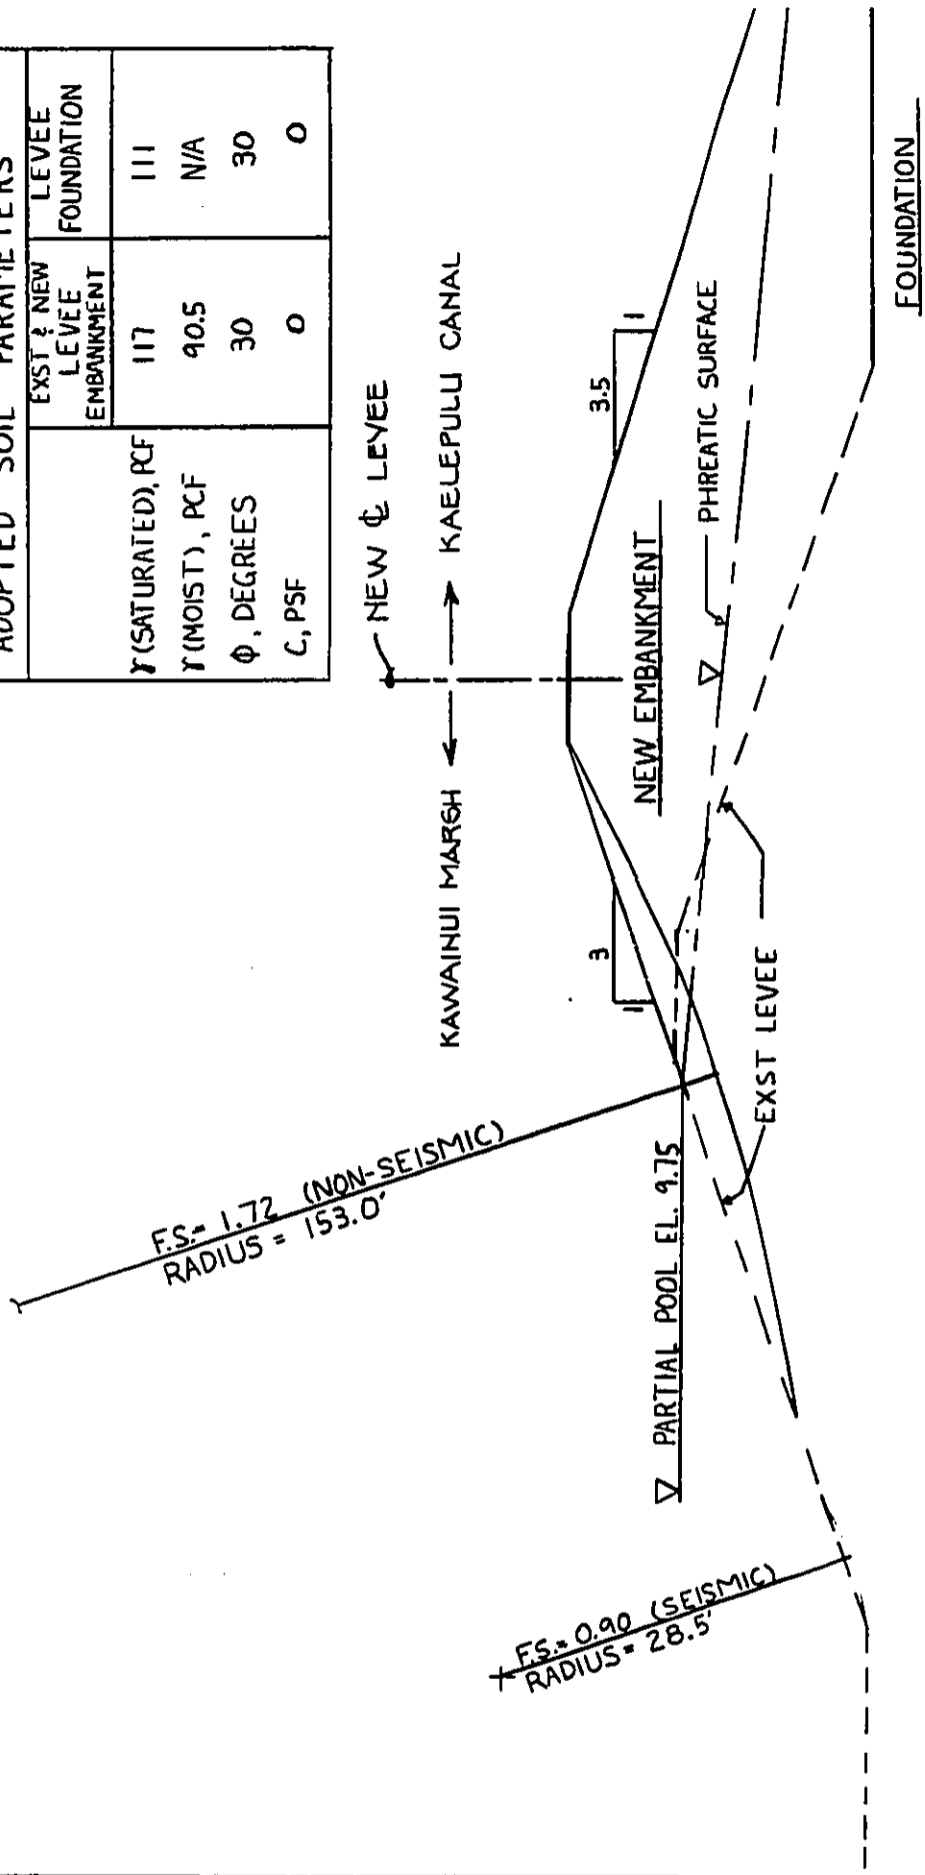 ADOPTED SOIL PARAMETERS
EXST & NEW LEVEE EMBANKMENT
LEVEE FOUNDATION
γ(SATURATED), PCF 117 111
γ(MOIST), PCF 90.5 N/A
φ, DEGREES 30 30
C, PSF 0 0
NEW ℄ LEVEE
KAWAINUI MARSH
KAELEPULU CANAL
F.S.= 1.72 (NON-SEISMIC)
RADIUS = 153.0'
3
1
3.5
1
NEW EMBANKMENT
PARTIAL POOL EL. 9.75
PHREATIC SURFACE
F.S.= 0.90 (SEISMIC)
RADIUS = 28.5'
EXST LEVEE
FOUNDATION